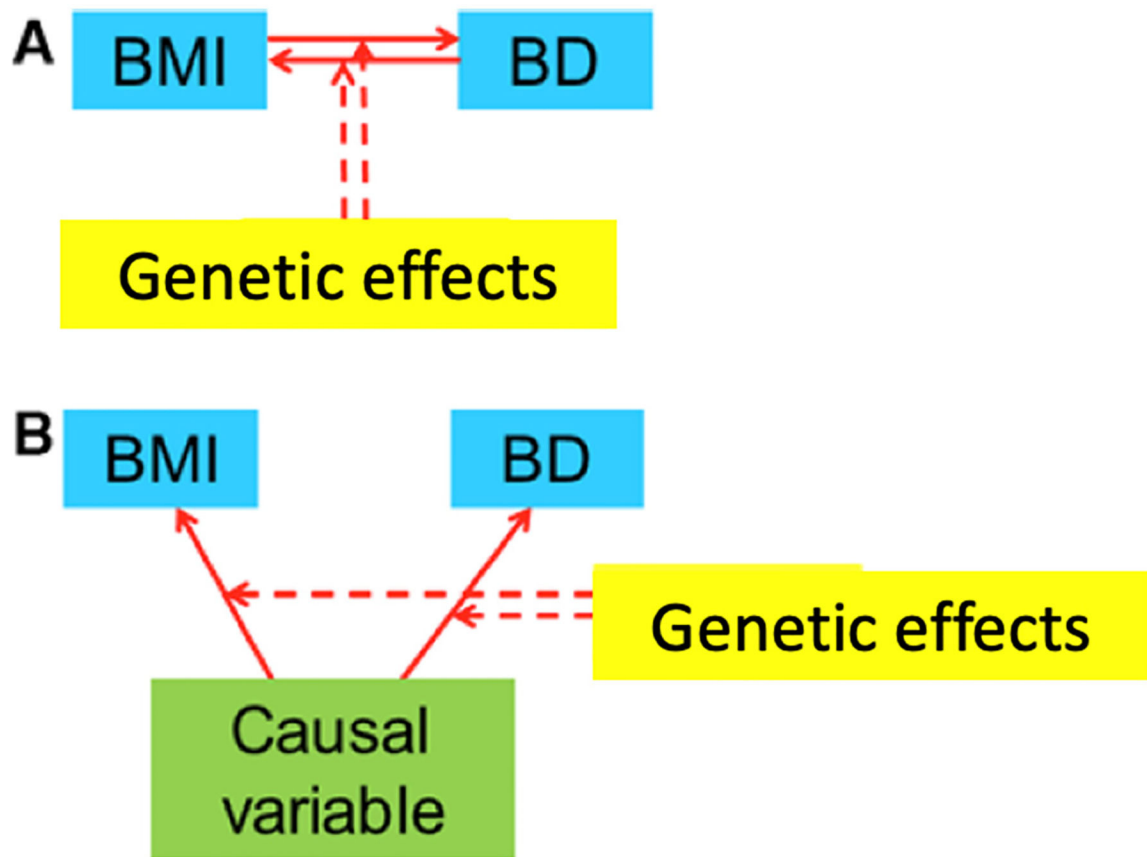 A
BMI
BD
Genetic effects
B
BMI
BD
Genetic effects
Causal
variable